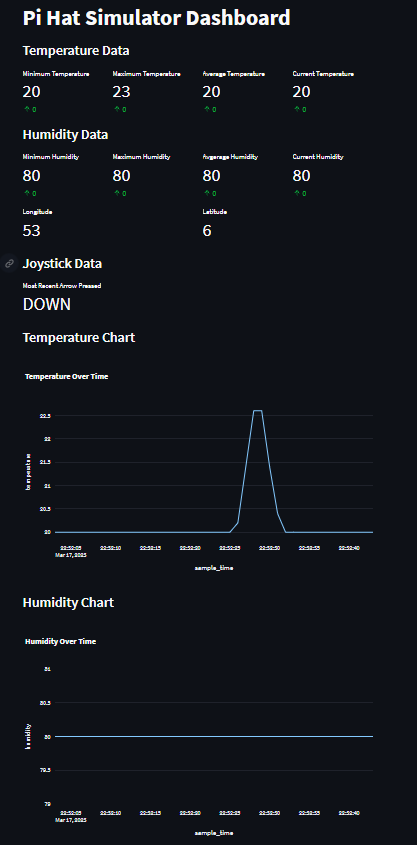 Pi Hat Simulator Dashboard
Temperature Data
Minimum Temperature Maximum Temperature Average Temperature Current Temperature
20 23 20 20
↑ 0 ↑ 0 ↑ 0 ↑ 0
Humidity Data
Minimum Humidity Maximum Humidity Avgerage Humidity Current Humidity
80 80 80 80
↑ 0 ↑ 0 ↑ 0 ↑ 0
Longitude Latitude
53 6
Joystick Data
Most Recent Arrow Pressed
DOWN
Temperature Chart
Temperature Over Time
22.5
22
21.5
21
20.5
20
temperature
22:52:05 22:52:10 22:52:15 22:52:20 22:52:25 22:52:30 22:52:35 22:52:40
Mar 17, 2025
sample_time
Humidity Chart
Humidity Over Time
81
80.5
80
79.5
79
humidity
22:52:05 22:52:10 22:52:15 22:52:20 22:52:25 22:52:30 22:52:35 22:52:40
Mar 17, 2025
sample_time